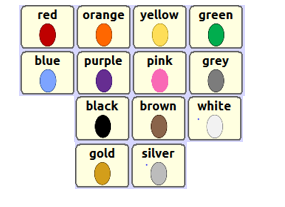 red orange yellow green
blue purple pink grey
black brown white
gold silver